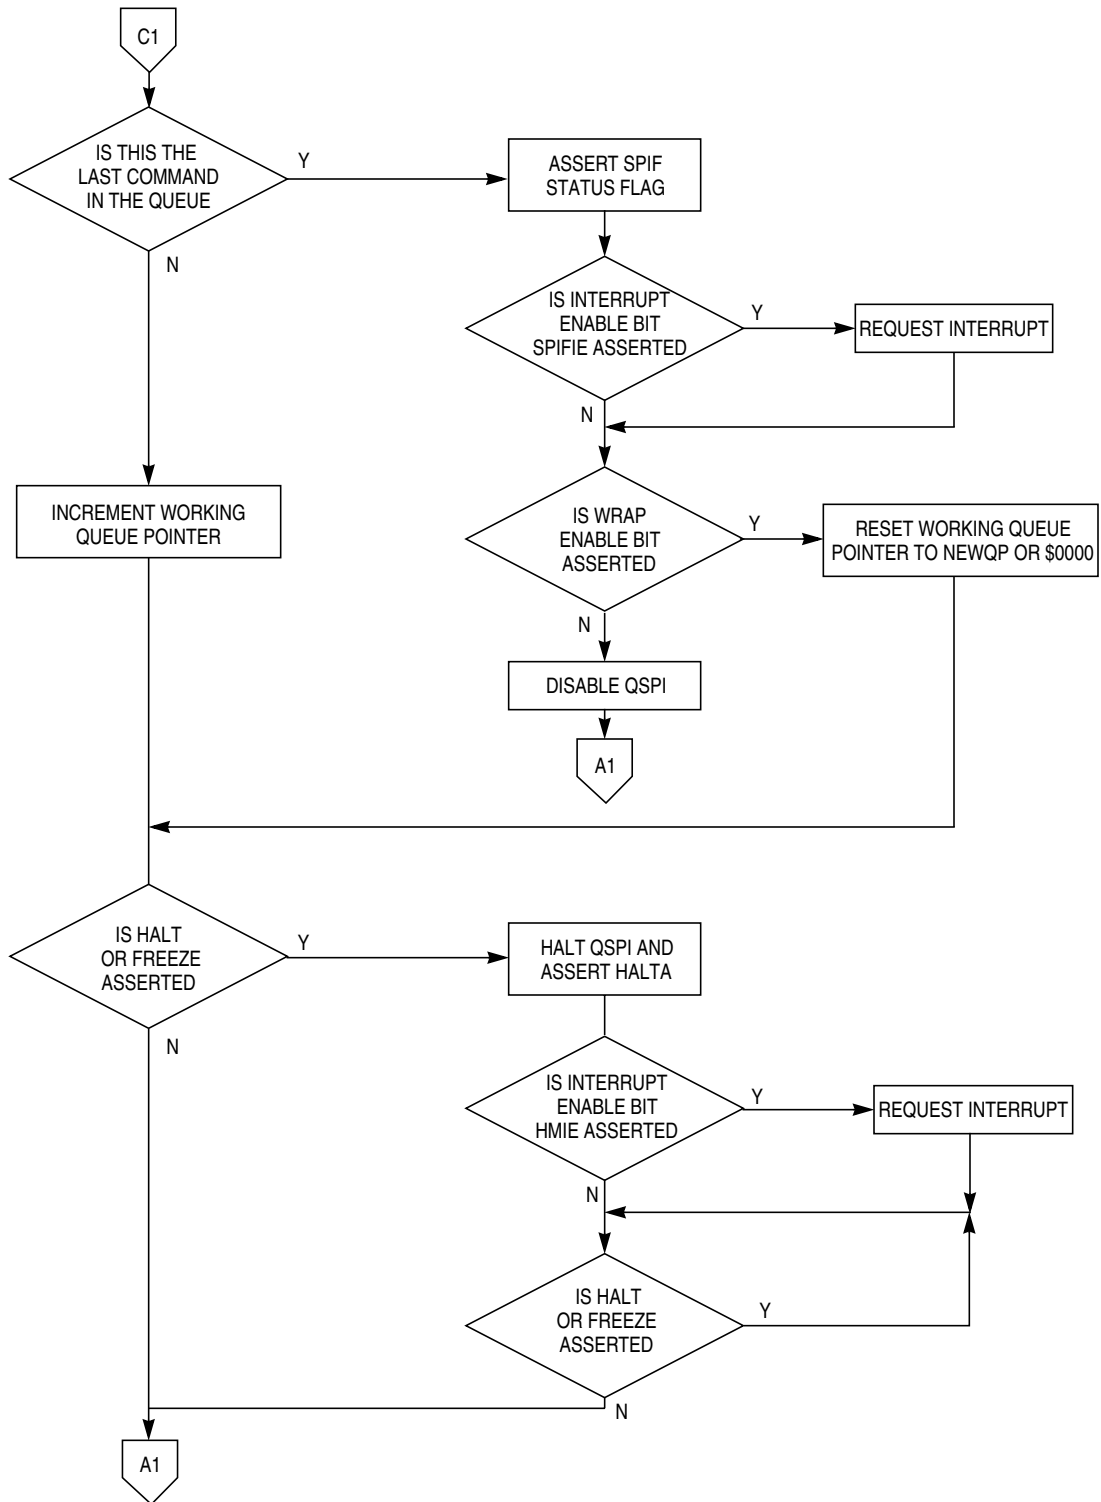 C1
IS THIS THE
LAST COMMAND
IN THE QUEUE
Y
N
ASSERT SPIF
STATUS FLAG
IS INTERRUPT
ENABLE BIT
SPIFIE ASSERTED
Y
REQUEST INTERRUPT
N
INCREMENT WORKING
QUEUE POINTER
IS WRAP
ENABLE BIT
ASSERTED
Y
RESET WORKING QUEUE
POINTER TO NEWQP OR $0000
N
DISABLE QSPI
A1
IS HALT
OR FREEZE
ASSERTED
Y
N
HALT QSPI AND
ASSERT HALTA
IS INTERRUPT
ENABLE BIT
HMIE ASSERTED
Y
REQUEST INTERRUPT
N
IS HALT
OR FREEZE
ASSERTED
Y
N
A1